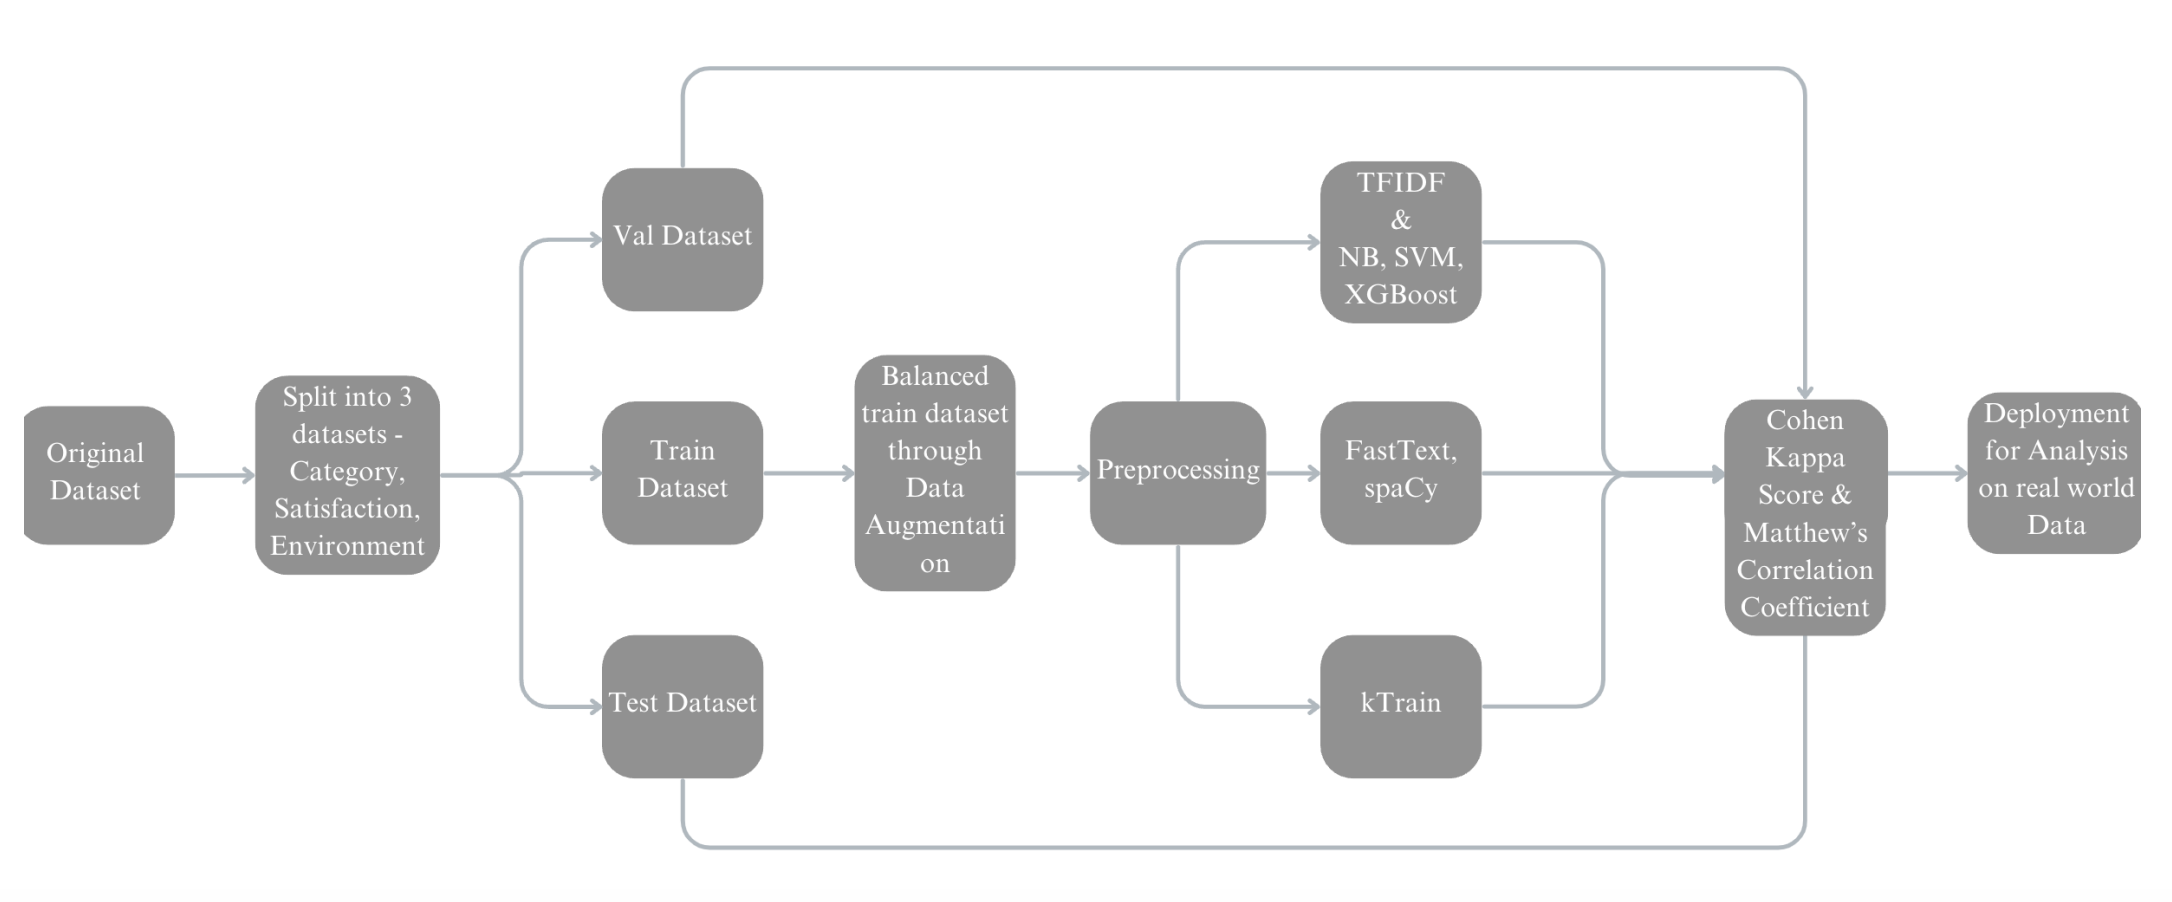 Original
Dataset
Split into 3
datasets -
Category,
Satisfaction,
Environment
Val Dataset
Train
Dataset
Test Dataset
Balanced
train dataset
through
Data
Augmentati
on
Preprocessing
TFIDF
&
NB, SVM,
XGBoost
FastText,
spaCy
kTrain
Cohen
Kappa
Score &
Matthew's
Correlation
Coefficient
Deployment
for Analysis
on real world
Data